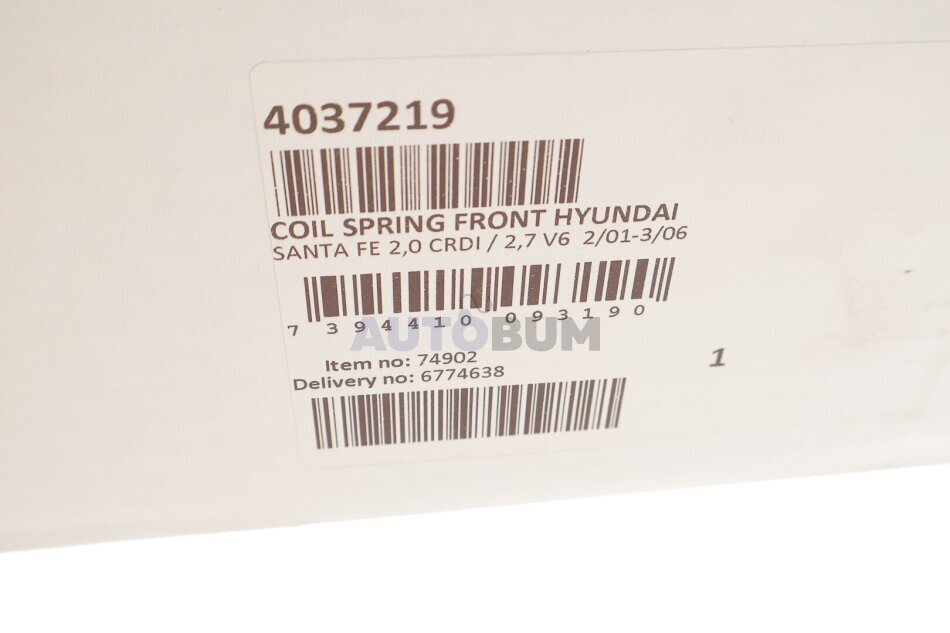 4037219
COIL SPRING FRONT HYUNDAI
SANTA FE 2,0 CRDI / 2,7 V6 2/01-3/06
7 394410 093190
AUTOBUM
Item no: 74902
Delivery no: 6774638
1